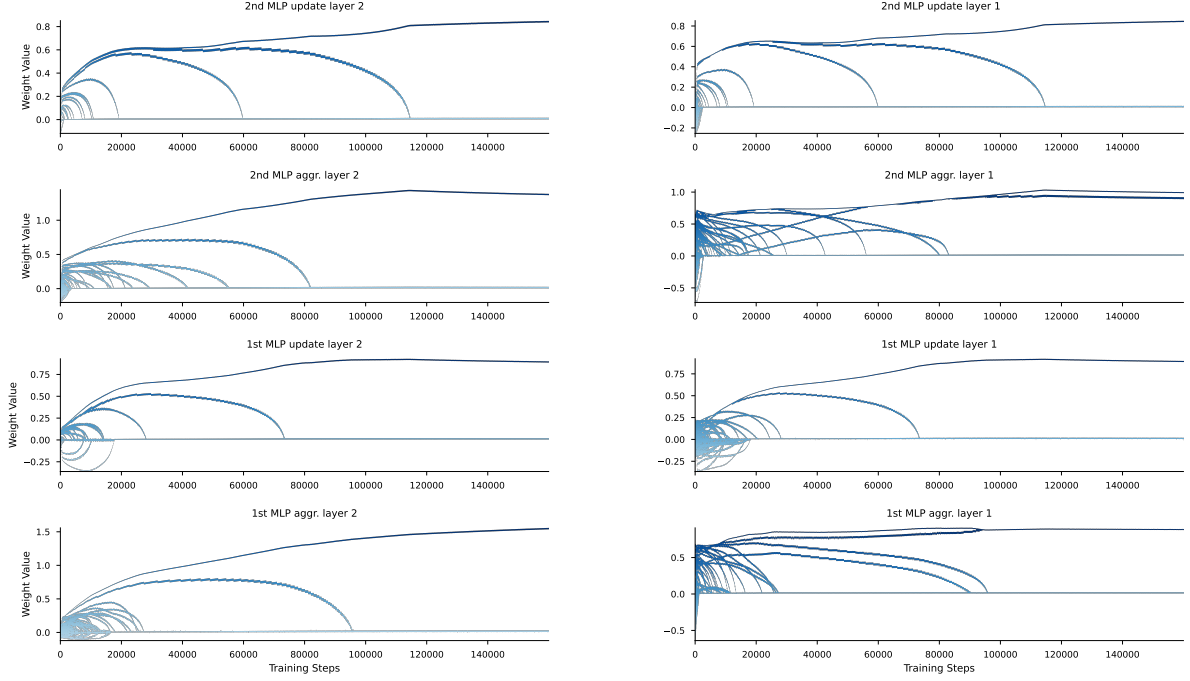 2nd MLP update layer 2
0.8
0.6
0.4
0.2
0.0
Weight Value
0 20000 40000 60000 80000 100000 120000 140000
2nd MLP update layer 1
0.8
0.6
0.4
0.2
0.0
−0.2
0 20000 40000 60000 80000 100000 120000 140000
2nd MLP aggr. layer 2
1.0
0.5
0.0
Weight Value
0 20000 40000 60000 80000 100000 120000 140000
2nd MLP aggr. layer 1
1.0
0.5
0.0
−0.5
0 20000 40000 60000 80000 100000 120000 140000
1st MLP update layer 2
0.75
0.50
0.25
0.00
−0.25
Weight Value
0 20000 40000 60000 80000 100000 120000 140000
1st MLP update layer 1
0.75
0.50
0.25
0.00
−0.25
0 20000 40000 60000 80000 100000 120000 140000
1st MLP aggr. layer 2
1.5
1.0
0.5
0.0
Weight Value
0 20000 40000 60000 80000 100000 120000 140000
Training Steps
1st MLP aggr. layer 1
0.5
0.0
−0.5
0 20000 40000 60000 80000 100000 120000 140000
Training Steps